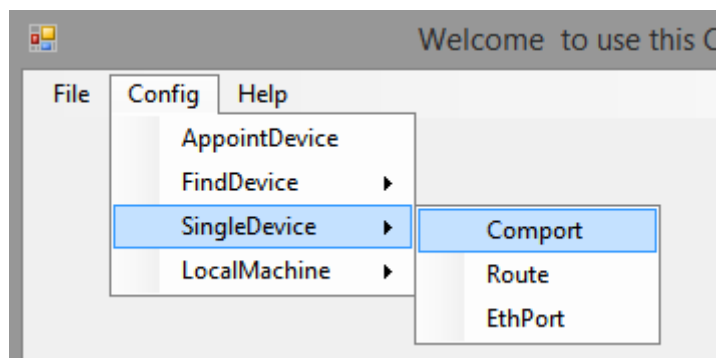 Welcome to use this C
File Config Help
AppointDevice
FindDevice
SingleDevice
Comport
LocalMachine
Route
EthPort